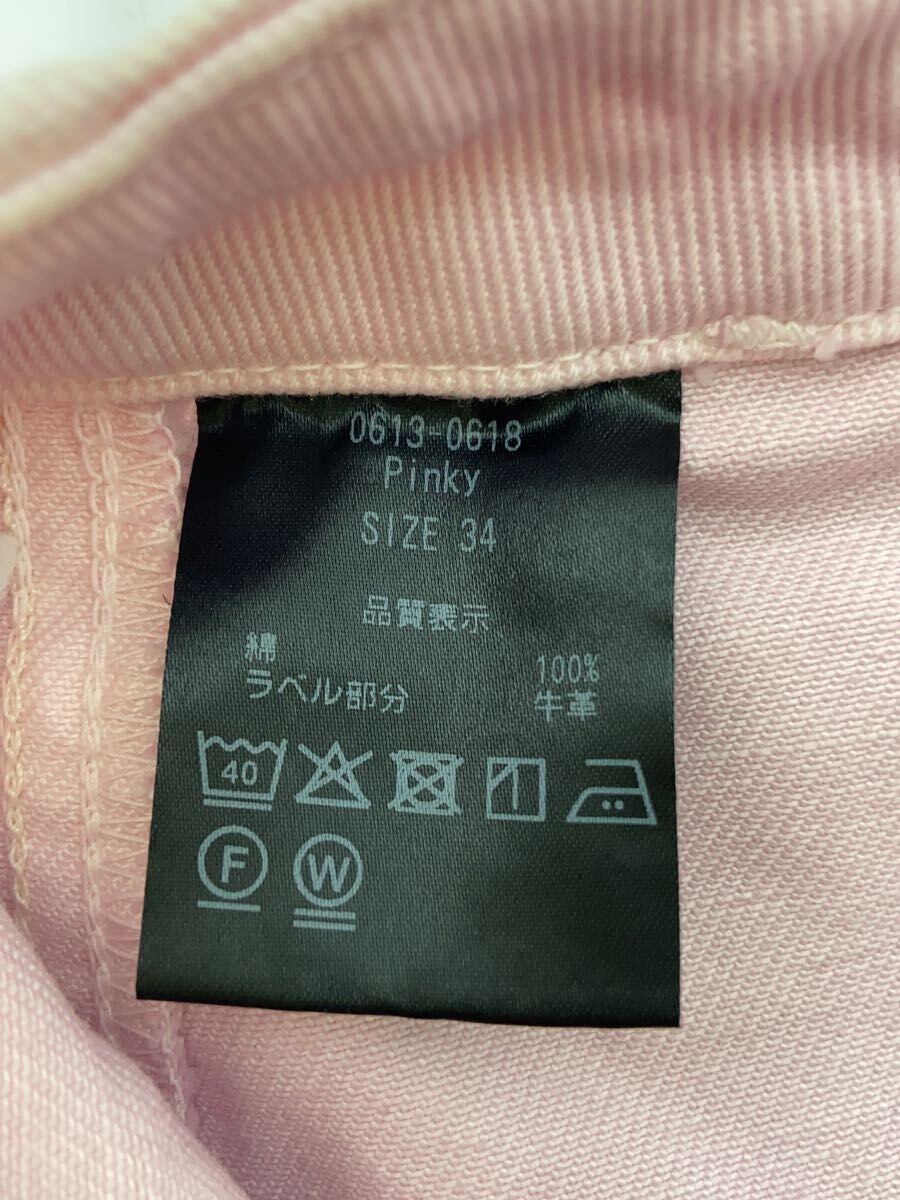 0613-0618
Pinky
SIZE 34
品質表示
綿 100%
ラベル部分 牛革
40
F W